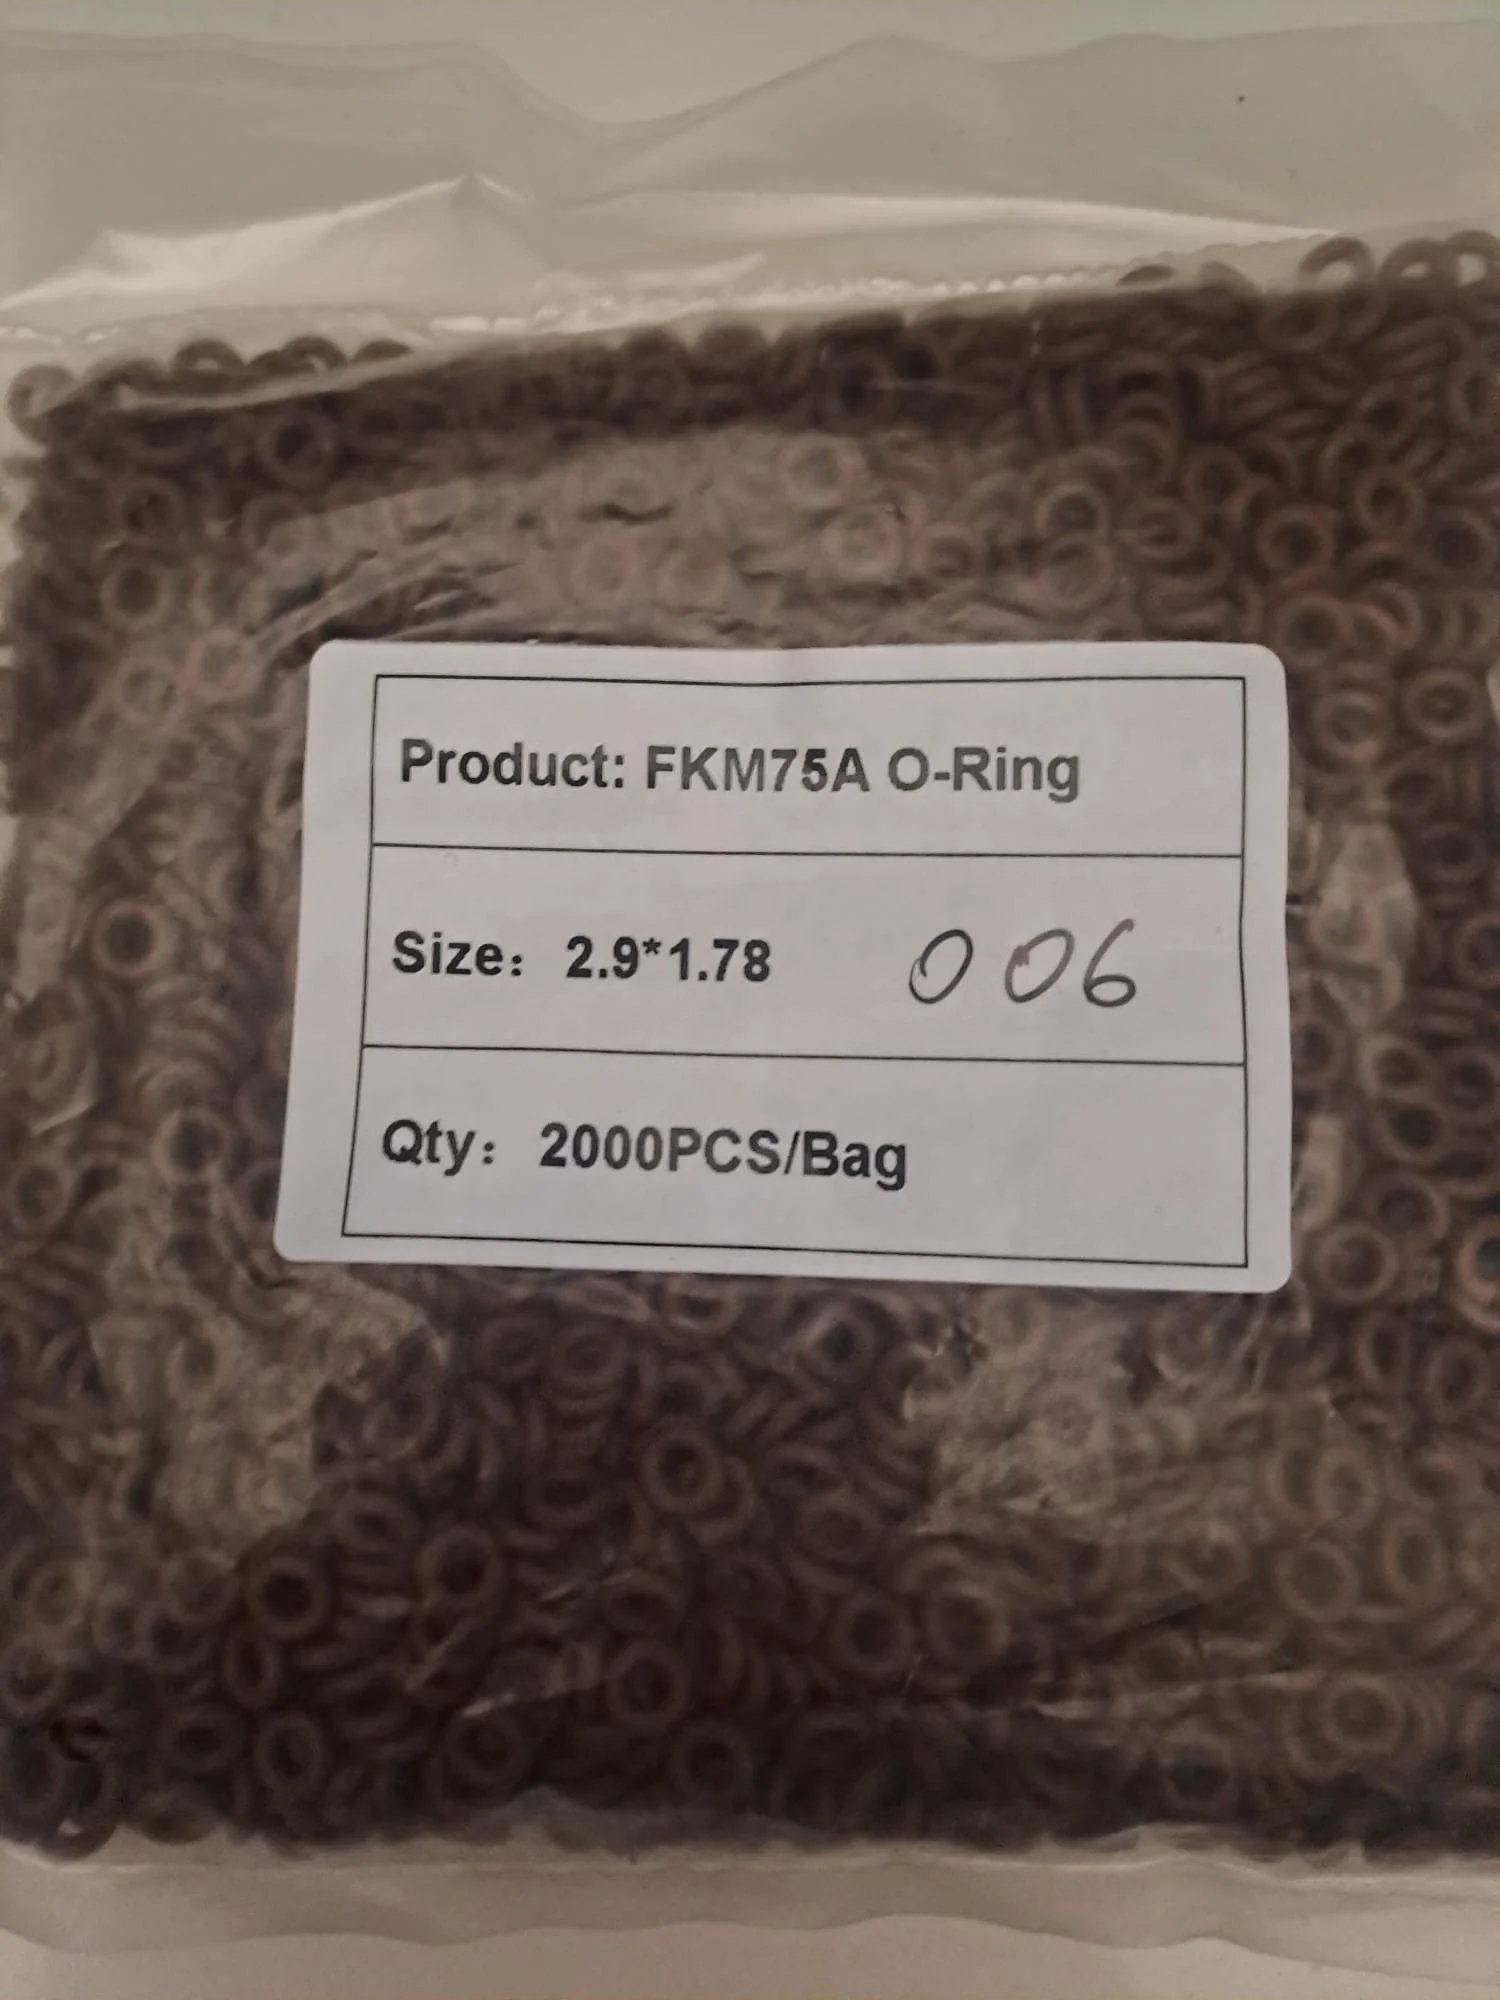 Product: FKM75A O-Ring
Size: 2.9*1.78 006
Qty: 2000PCS/Bag